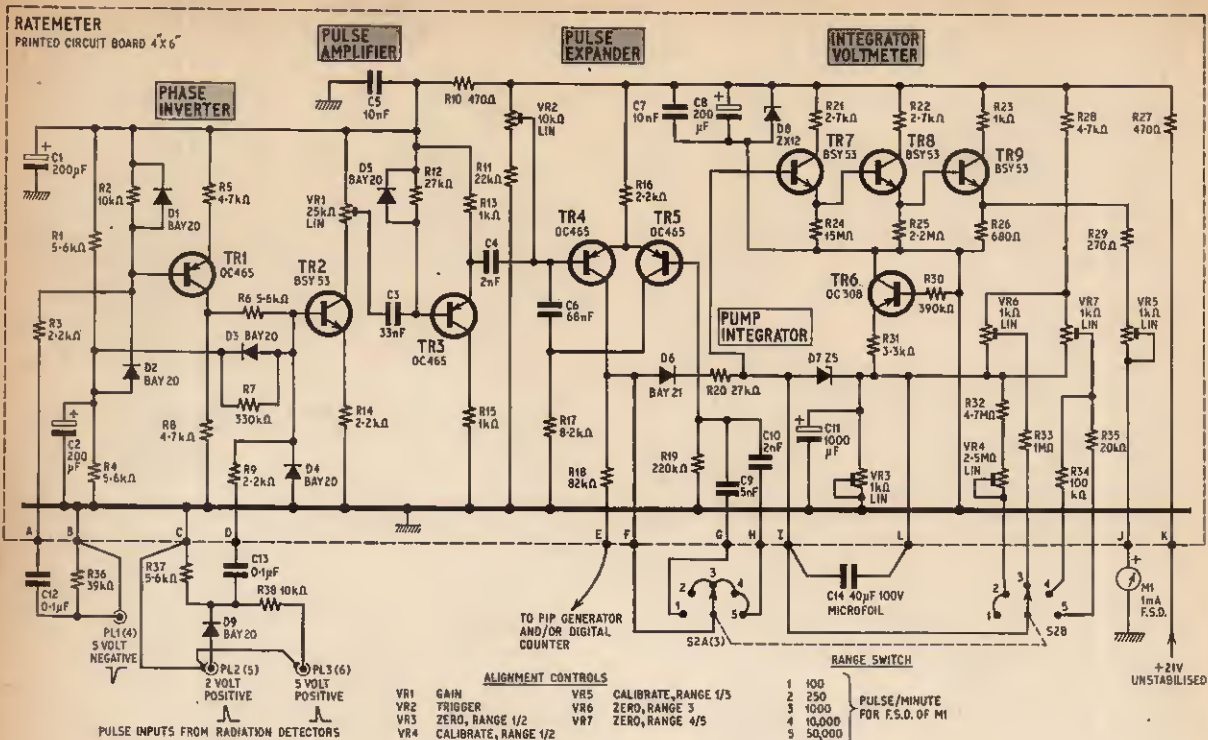 RATEMETER
PRINTED CIRCUIT BOARD 4"X 6"
PHASE
INVERTER
PULSE
AMPLIFIER
PULSE
EXPANDER
INTEGRATOR
VOLTMETER
PUMP
INTEGRATOR
C1
200µF
R1
5·6kΩ
R2
10kΩ
D1
BAY20
R3
2·2kΩ
D2
BAY 20
C2
200
µF
R4
5·6kΩ
R5
4·7kΩ
TR1
OC465
R6 5·6kΩ
D3 BAY20
R7
330kΩ
R8
4·7kΩ
R9
2·2kΩ
D4
BAY20
TR2
BSY53
R14
2·2kΩ
C5
10nF
R10 470Ω
VR1
25kΩ
LIN
D5
BAY20
R12
27kΩ
C3
33nF
R13
1kΩ
TR3
OC465
R15
1kΩ
C4
2nF
VR2
10kΩ
LIN
R11
22kΩ
TR4
OC465
TR5
OC465
R16
2·2kΩ
C6
68nF
R17
8·2kΩ
R18
82kΩ
D6
BAY 21
R20 27kΩ
R19
220kΩ
C9
5nF
C10
2nF
C7
10nF
C8
200
µF
D8
ZX12
R21
2·7kΩ
TR7
BSY53
R22
2·7kΩ
TR8
BSY53
R23
1kΩ
TR9
BSY53
R24
15MΩ
R25
2·2MΩ
R26
680Ω
TR6
OC308
R30
390kΩ
R31
3·3kΩ
D7 Z5
C11
1000
µF
VR3
1kΩ
LIN
R28
4·7kΩ
R27
470Ω
R29
270Ω
VR6
1kΩ
LIN
VR7
1kΩ
LIN
VR5
1kΩ
LIN
R32
4·7MΩ
VR4
2·5MΩ
LIN
R33
1MΩ
R34
100
kΩ
R35
20kΩ
A
B
C
D
E
F
G
H
I
L
J
K
C12
0·1µF
R36
39kΩ
PL1(4)
5 VOLT
NEGATIVE
R37
5·6kΩ
C13
0·1µF
R38 10kΩ
D9
BAY20
PL2(5)
2 VOLT
POSITIVE
PL3(6)
5 VOLT
POSITIVE
PULSE INPUTS FROM RADIATION DETECTORS
TO PIP GENERATOR
AND/OR DIGITAL
COUNTER
1
2
3
4
5
S2A(3)
C14 40µF 100V
MICROFOIL
1
2
3
4
5
S2B
M1
1mA
F.S.D.
+21V
UNSTABILISED
ALIGNMENT CONTROLS
VR1 GAIN
VR2 TRIGGER
VR3 ZERO, RANGE 1/2
VR4 CALIBRATE, RANGE 1/2
VR5 CALIBRATE, RANGE 1/3
VR6 ZERO, RANGE 3
VR7 ZERO, RANGE 4/5
RANGE SWITCH
1 100
2 250
3 1000
4 10,000
5 50,000
PULSE/MINUTE
FOR F.S.D. OF M1